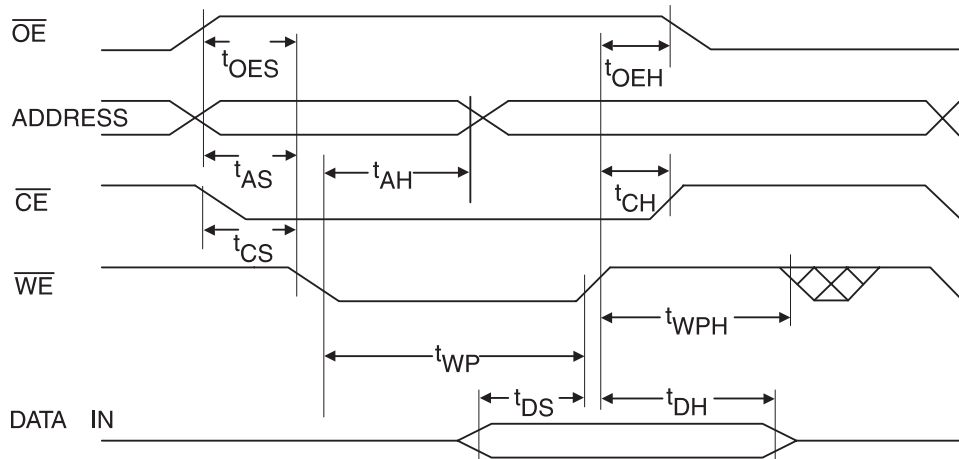 OE
tOES
tOEH
ADDRESS
tAS
tAH
CE
tCH
tCS
WE
tWPH
tWP
tDS
tDH
DATA IN